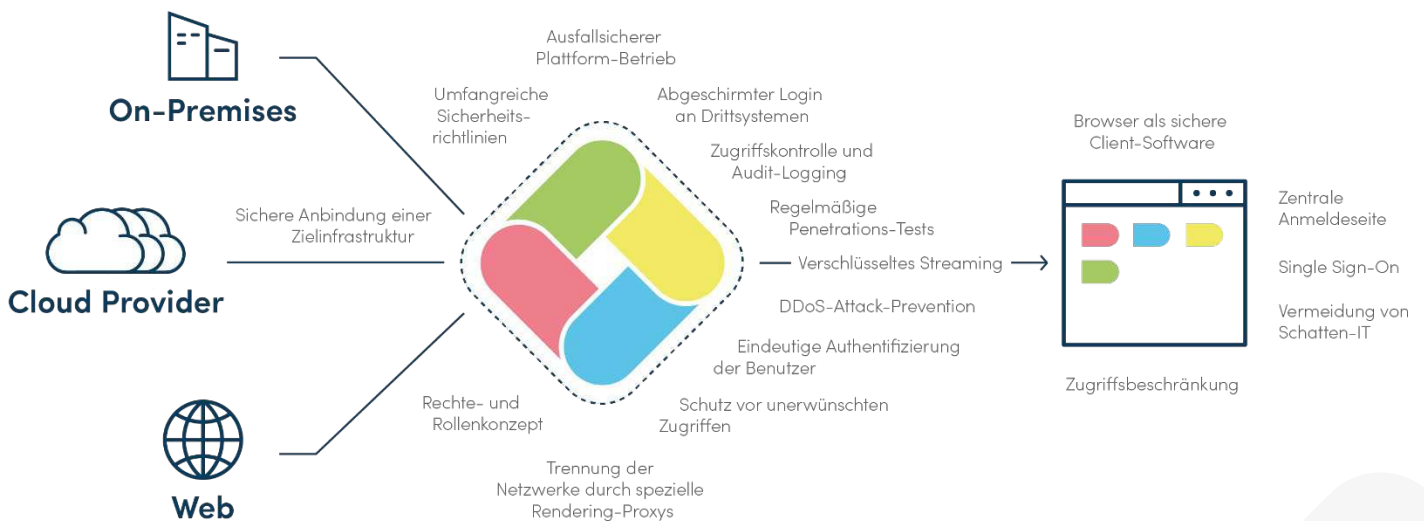 On-Premises
Cloud Provider
Web
Sichere Anbindung einer
Zielinfrastruktur
Ausfallsicherer
Plattform-Betrieb
Umfangreiche
Sicherheits-
richtlinien
Abgeschirmter Login
an Drittsystemen
Zugriffskontrolle und
Audit-Logging
Regelmäßige
Penetrations-Tests
Verschlüsseltes Streaming
DDoS-Attack-Prevention
Eindeutige Authentifizierung
der Benutzer
Schutz vor unerwünschten
Zugriffen
Rechte- und
Rollenkonzept
Trennung der
Netzwerke durch spezielle
Rendering-Proxys
Browser als sichere
Client-Software
Zentrale
Anmeldeseite
Single Sign-On
Vermeidung von
Schatten-IT
Zugriffsbeschränkung